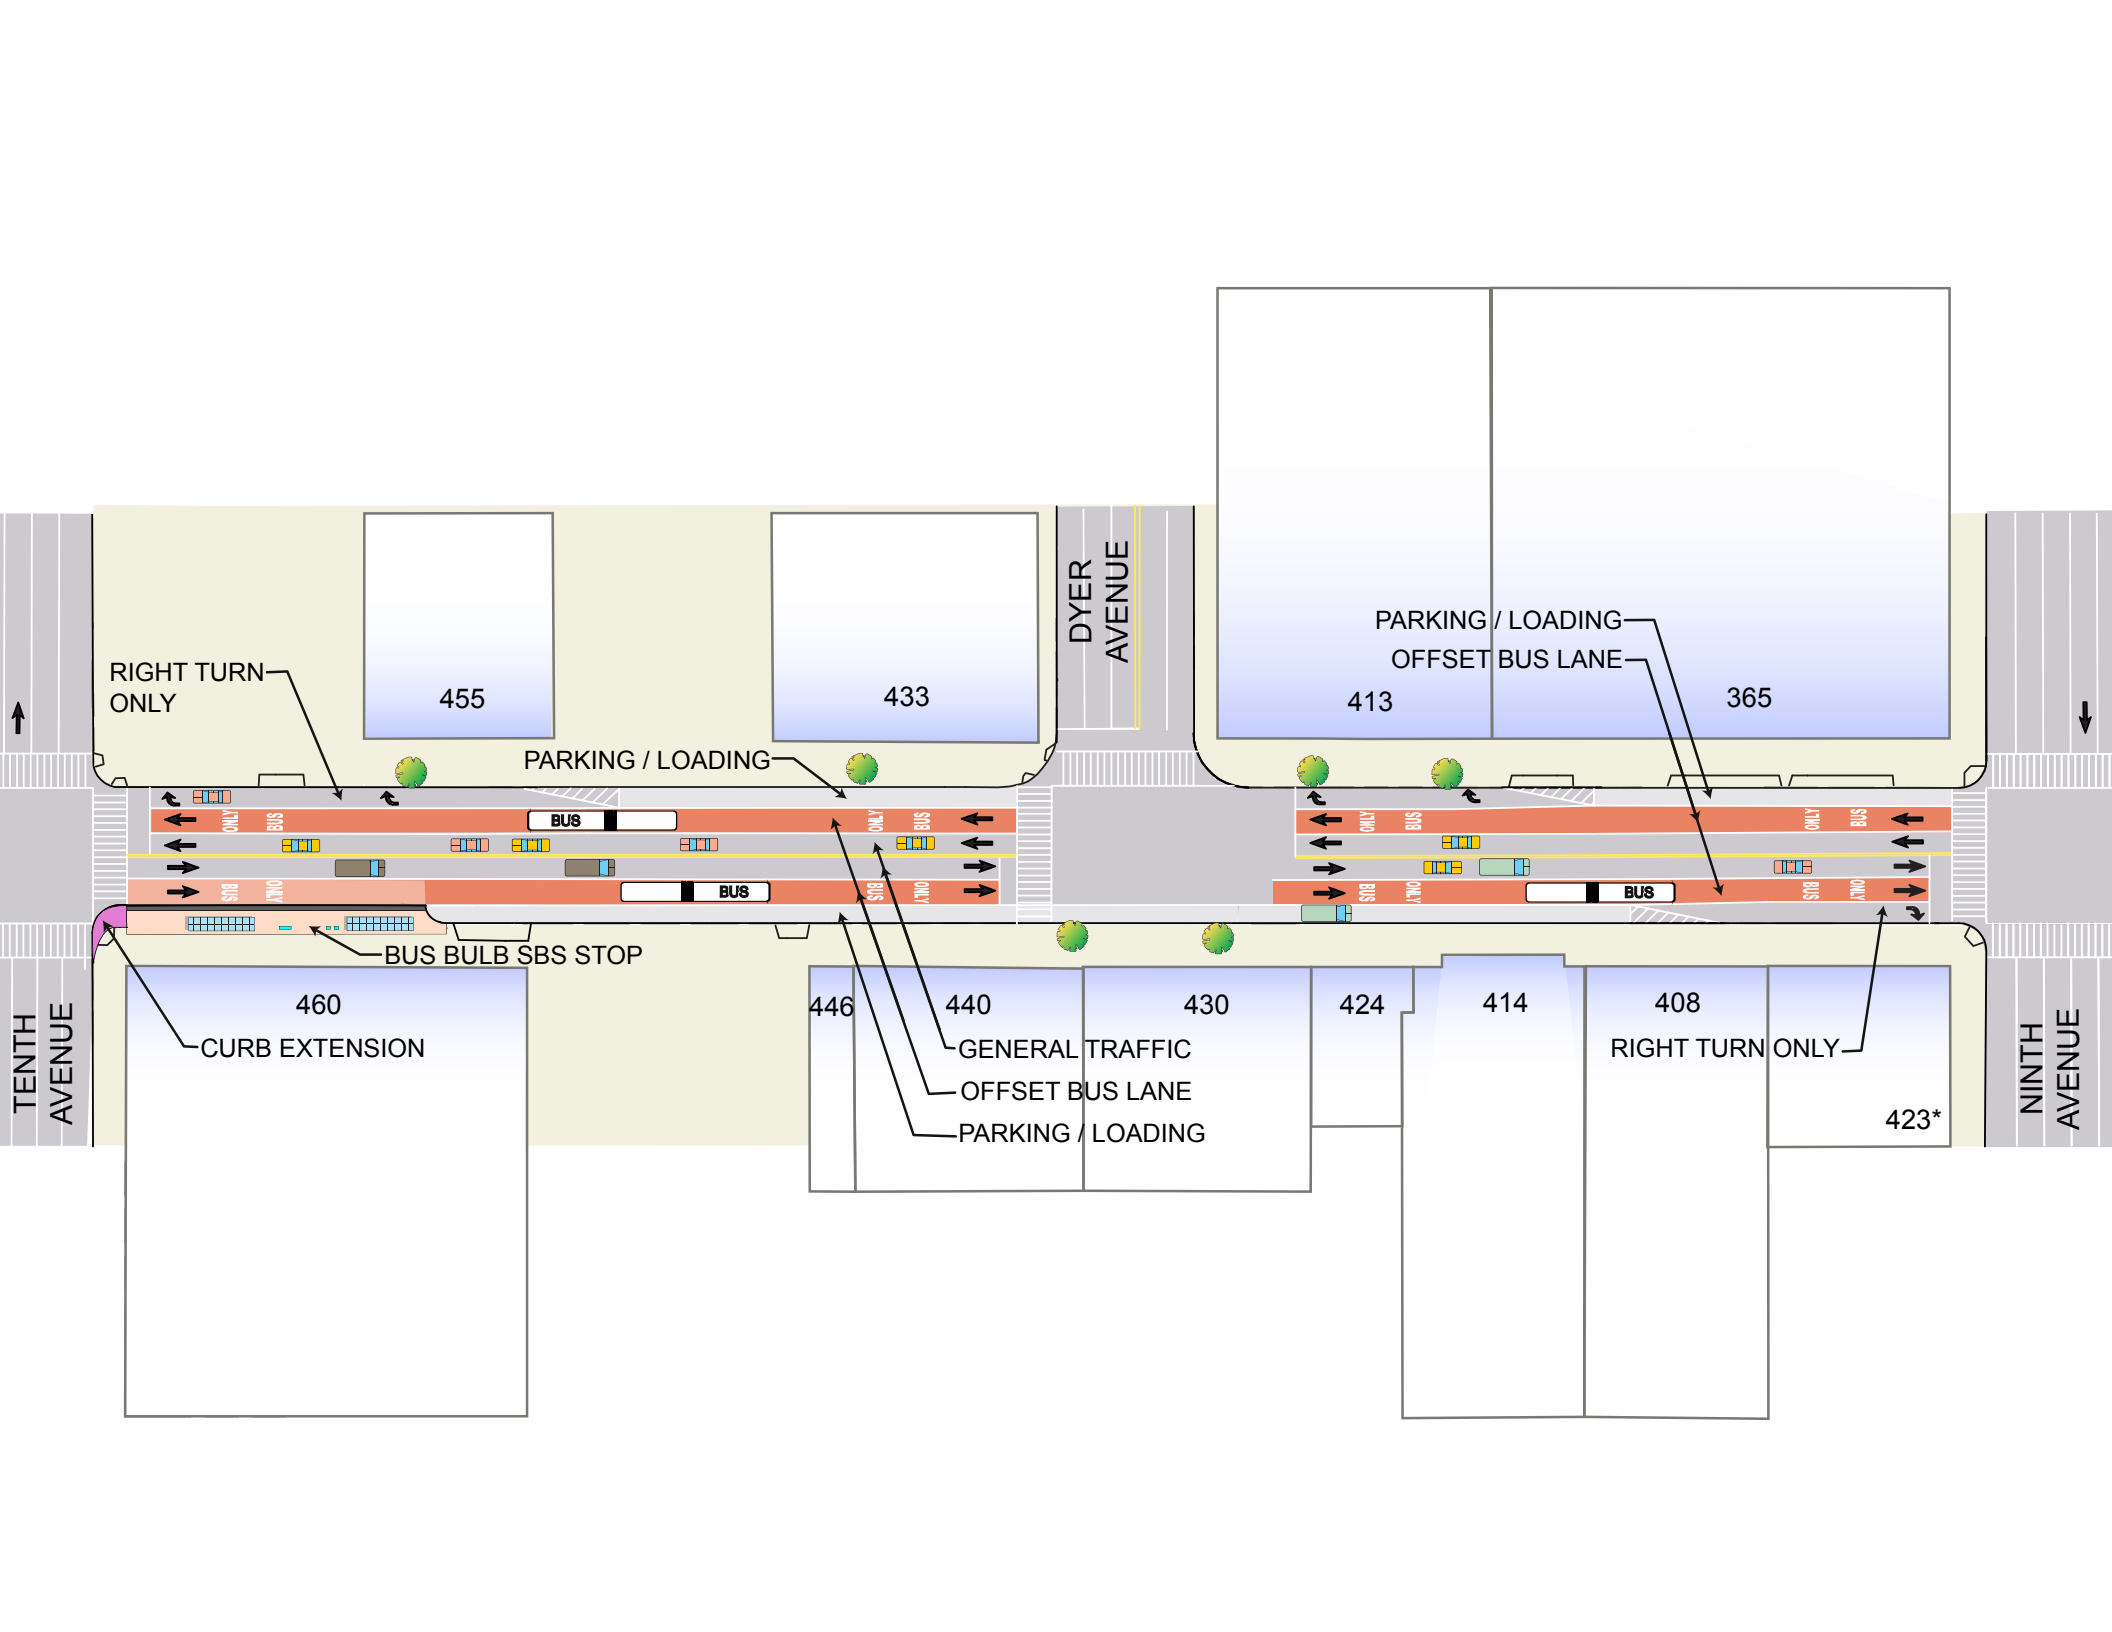 DYER
AVENUE
PARKING / LOADING
OFFSET BUS LANE
RIGHT TURN
ONLY
455
433
413
365
PARKING / LOADING
ONLY
BUS
BUS
ONLY
BUS
ONLY
BUS
ONLY
BUS
BUS
ONLY
BUS
BUS
ONLY
BUS
ONLY
BUS
BUS
ONLY
BUS BULB SBS STOP
460
446
440
430
424
414
408
CURB EXTENSION
GENERAL TRAFFIC
RIGHT TURN ONLY
OFFSET BUS LANE
423*
PARKING / LOADING
TENTH
AVENUE
NINTH
AVENUE